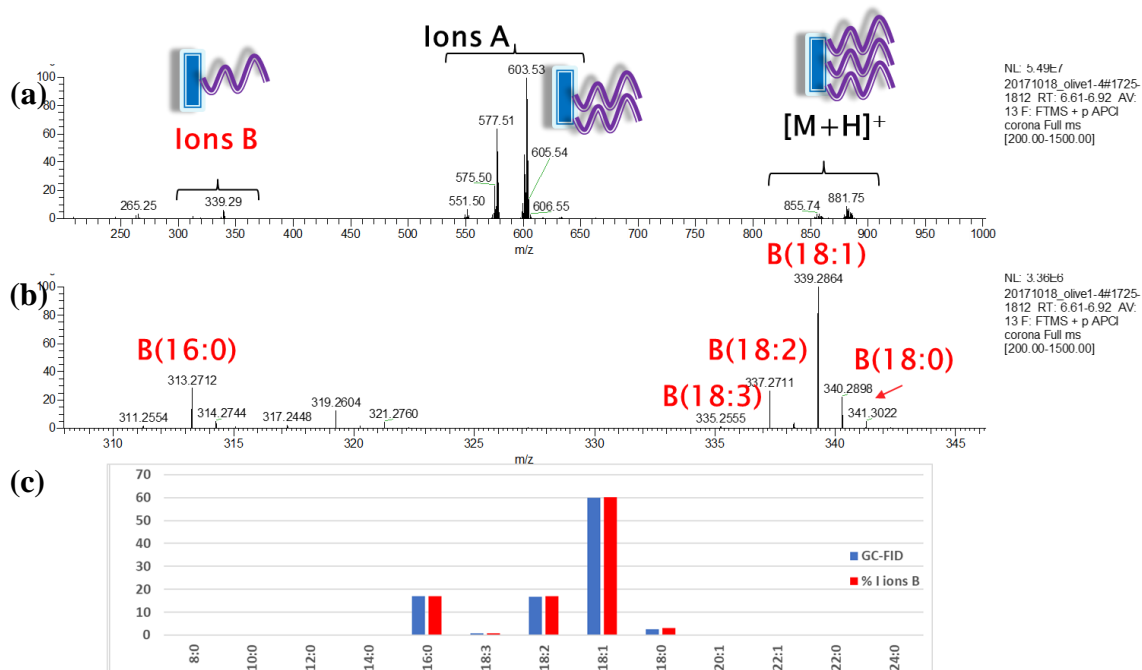 Ions A
(a)
100
80
60
40
20
0
Ions B
[M+H]⁺
265.25
339.29
551.50
575.50
577.51
603.53
605.54
606.55
855.74
881.75
250 300 350 400 450 500 550 600 650 700 750 800 850 900 950 1000
m/z
NL: 5.49E7
20171018_olive1-4#1725-
1812 RT: 6.61-6.92 AV:
13 F: FTMS + p APCI
corona Full ms
[200.00-1500.00]
(b)
100
80
60
40
20
0
B(18:1)
339.2864
B(16:0)
313.2712
311.2554
314.2744
317.2448
319.2604
321.2760
B(18:2)
337.2711
B(18:3)
335.2555
B(18:0)
340.2898
341.3022
310 315 320 325 330 335 340 345
m/z
NL: 3.36E6
20171018_olive1-4#1725-
1812 RT: 6.61-6.92 AV:
13 F: FTMS + p APCI
corona Full ms
[200.00-1500.00]
(c)
70
60
50
40
30
20
10
0
GC-FID
% I ions B
8:0 10:0 12:0 14:0 16:0 18:3 18:2 18:1 18:0 20:1 22:1 22:0 24:0